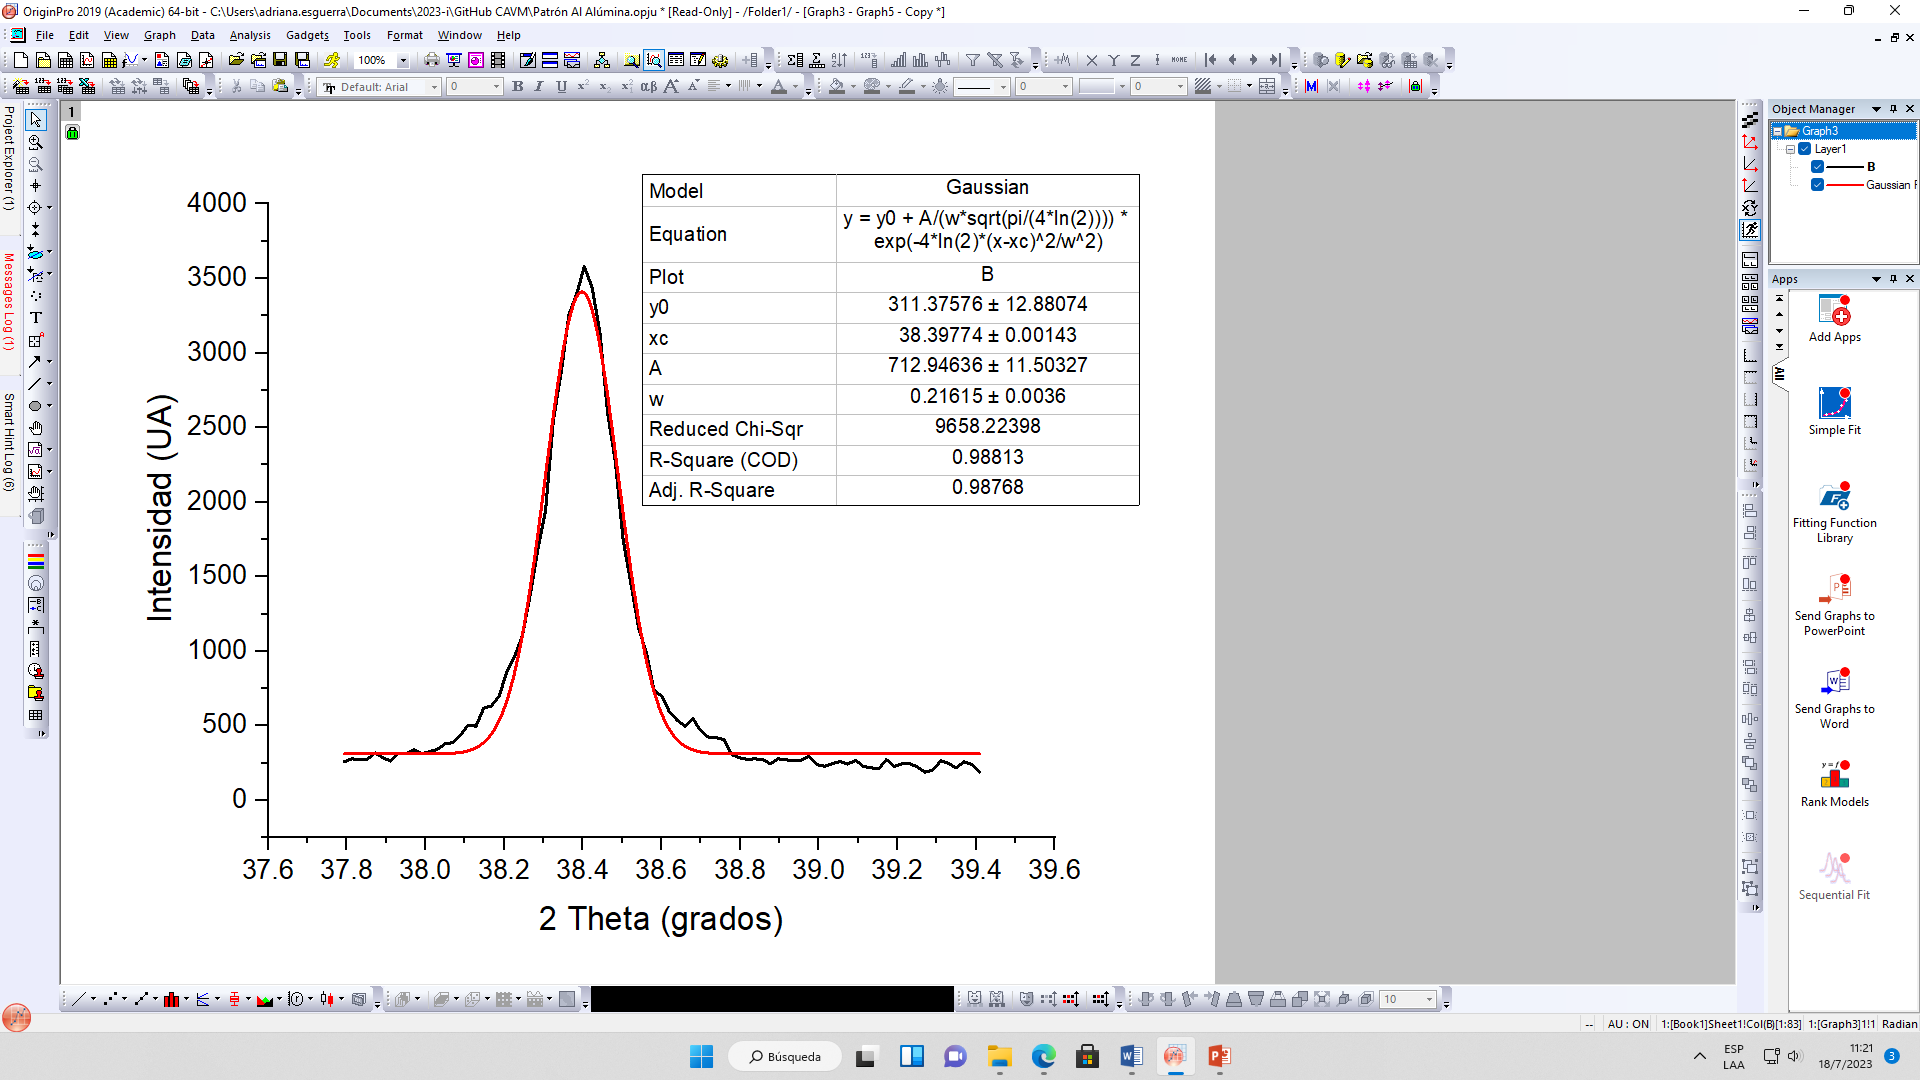 OriginPro 2019 (Academic) 64-bit - C:\Users\adriana.esguerra\Documents\2023-i\GitHub CAVM\Patrón Al Alúmina.opju * [Read-Only] - /Folder1/ - [Graph3 - Graph5 - Copy *]
File Edit View Graph Data Analysis Gadgets Tools Format Window Help
100%
Default: Arial 0 B I U αβ A 0 0
Project Explorer (1)
Messages Log (1)
Smart Hint Log (6)
1
Model Gaussian
Equation y = y0 + A/(w*sqrt(pi/(4*ln(2)))) *
exp(-4*ln(2)*(x-xc)^2/w^2)
Plot B
y0 311.37576 ± 12.88074
xc 38.39774 ± 0.00143
A 712.94636 ± 11.50327
w 0.21615 ± 0.0036
Reduced Chi-Sqr 9658.22398
R-Square (COD) 0.98813
Adj. R-Square 0.98768
4000
3500
3000
2500
2000
1500
1000
500
0
Intensidad (UA)
37.6 37.8 38.0 38.2 38.4 38.6 38.8 39.0 39.2 39.4 39.6
2 Theta (grados)
Object Manager
Graph3
Layer1
B
Gaussian F
Apps
All
Add Apps
Simple Fit
Fitting Function
Library
Send Graphs to
PowerPoint
Send Graphs to
Word
Rank Models
Sequential Fit
10
-- AU : ON 1:[Book1]Sheet1!Col(B)[1:83] 1:[Graph3]1!1 Radian
Búsqueda
ESP
LAA
11:21
18/7/2023
3